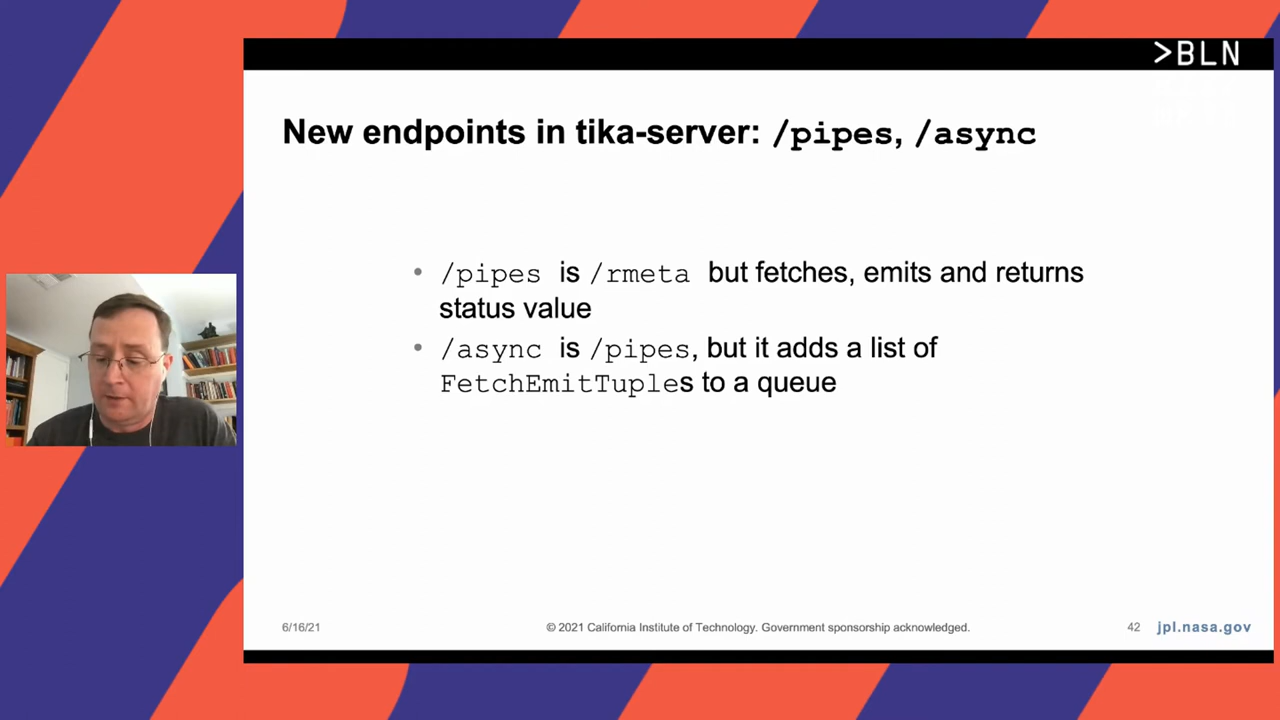 >BLN
New endpoints in tika-server: /pipes, /async
• /pipes is /rmeta but fetches, emits and returns
status value
• /async is /pipes, but it adds a list of
FetchEmitTuples to a queue
6/16/21
© 2021 California Institute of Technology. Government sponsorship acknowledged.
42
jpl.nasa.gov